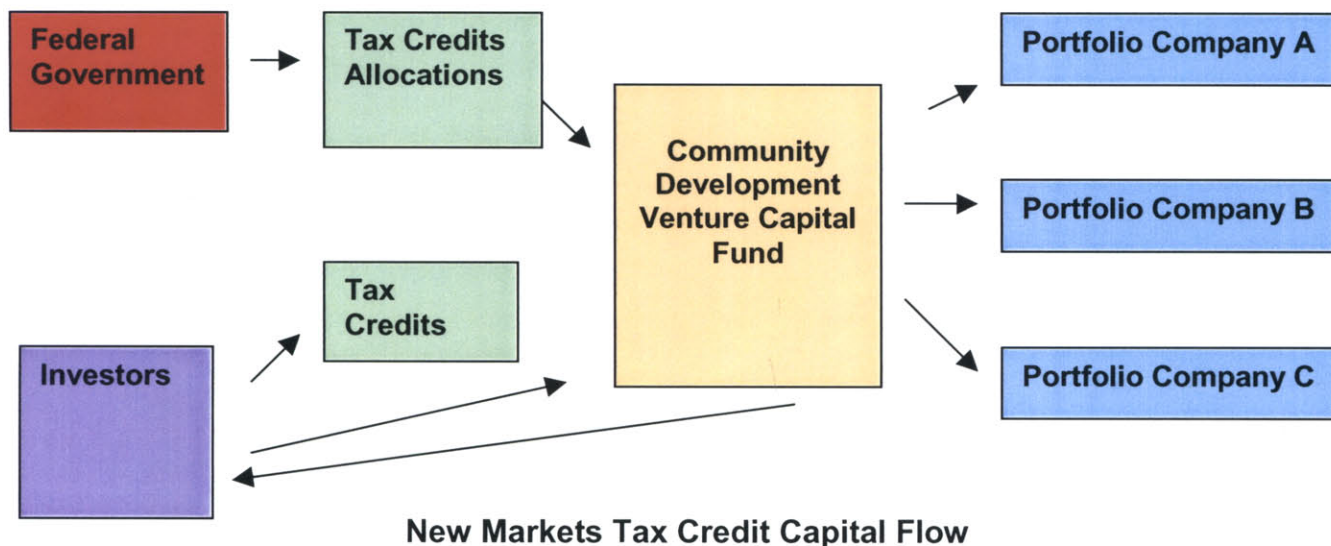 Federal
Government
Tax Credits
Allocations
Community
Development
Venture Capital
Fund
Portfolio Company A
Portfolio Company B
Portfolio Company C
Tax
Credits
Investors
New Markets Tax Credit Capital Flow